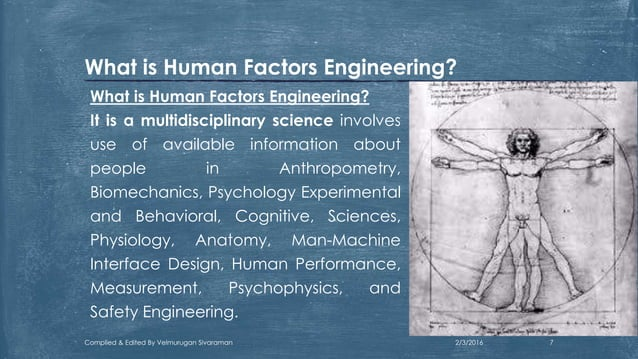 What is Human Factors Engineering?
What is Human Factors Engineering?
It is a multidisciplinary science involves
use of available information about
people in Anthropometry,
Biomechanics, Psychology Experimental
and Behavioral, Cognitive, Sciences,
Physiology, Anatomy, Man-Machine
Interface Design, Human Performance,
Measurement, Psychophysics, and
Safety Engineering.
Complied & Edited By Velmurugan Sivaraman
2/3/2016
7